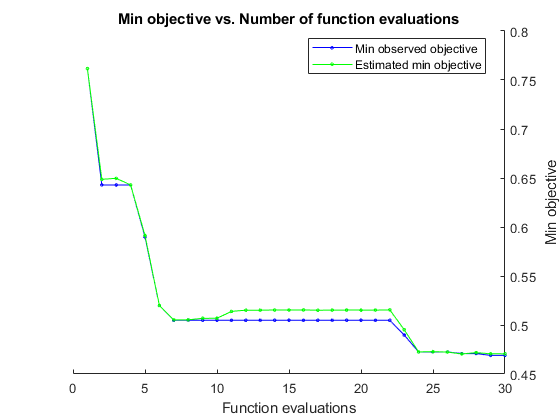 Min objective vs. Number of function evaluations
Min observed objective
Estimated min objective
0.8
0.75
0.7
0.65
0.6
0.55
0.5
0.45
Min objective
0 5 10 15 20 25 30
Function evaluations